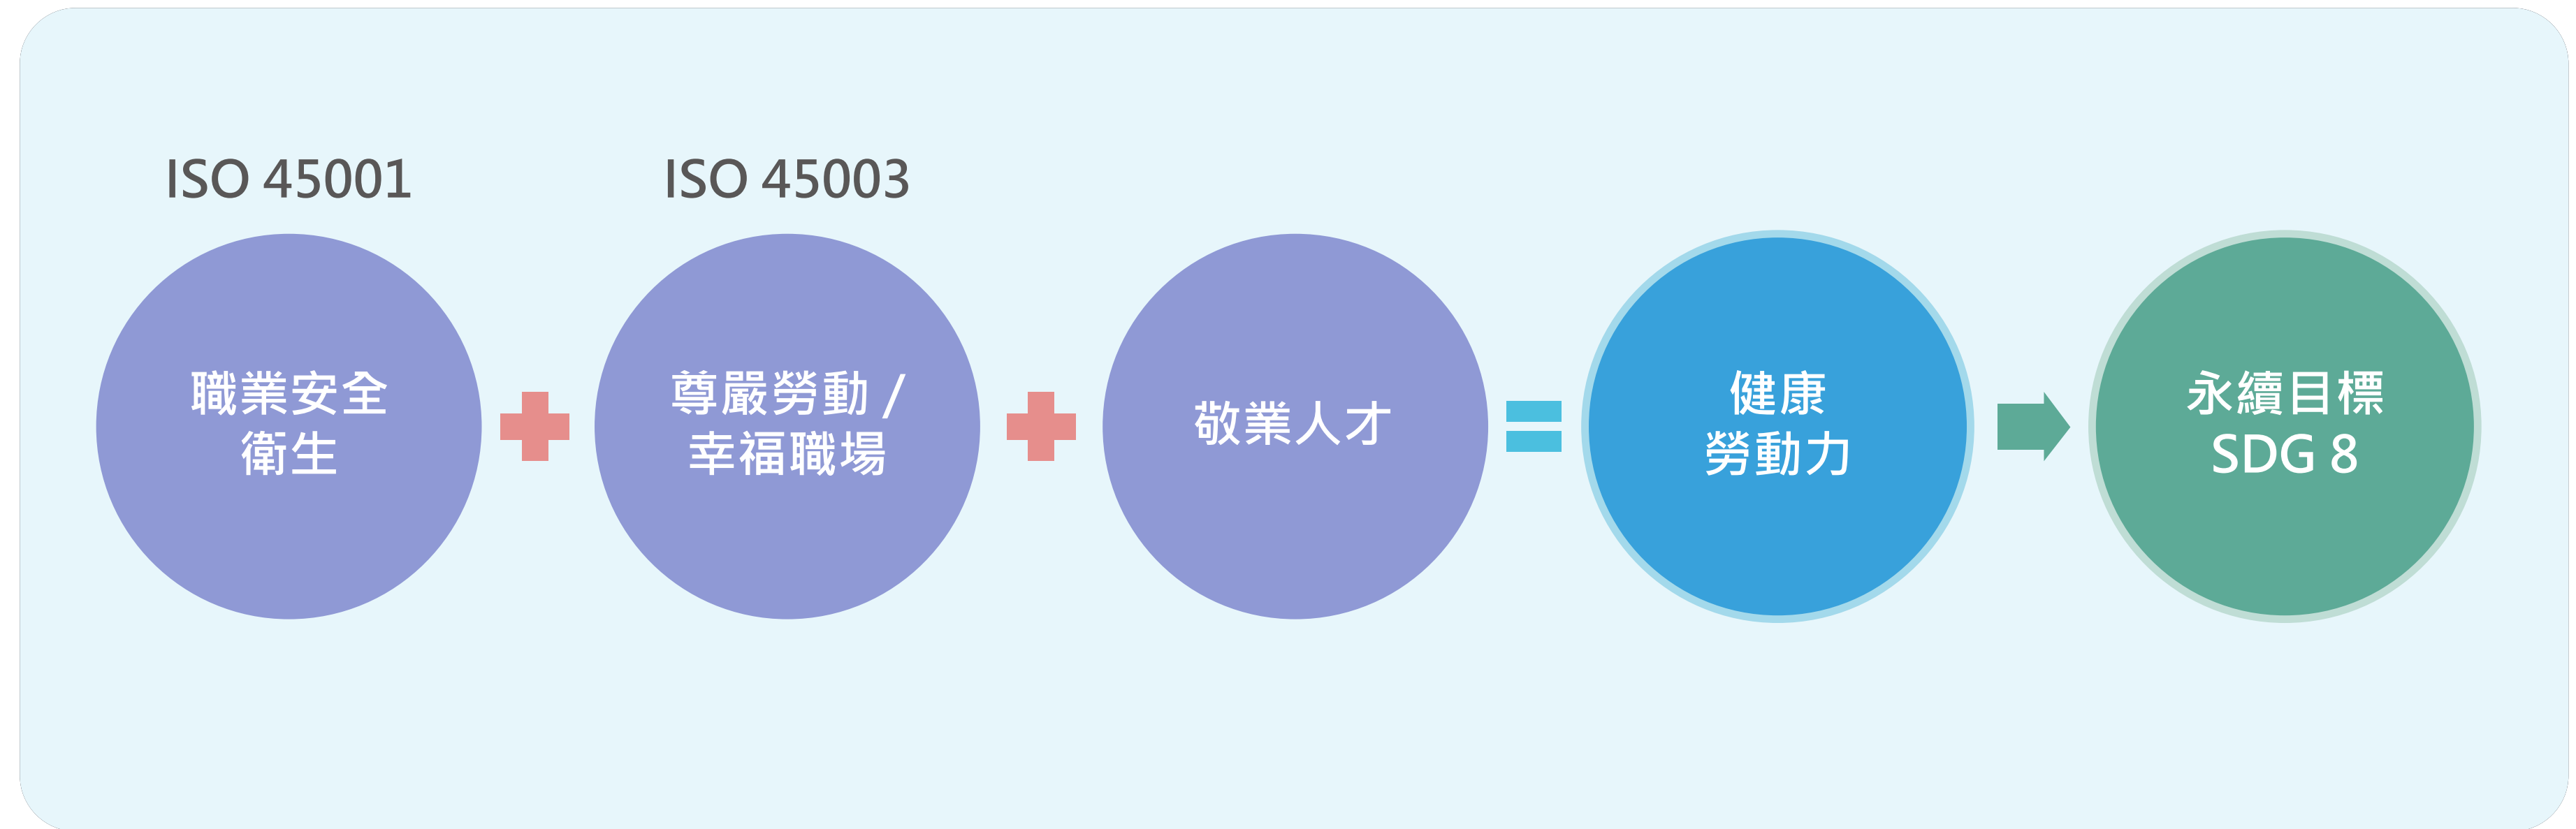 ISO 45001
職業安全
衛生
ISO 45003
尊嚴勞動 /
幸福職場
敬業人才
健康
勞動力
永續目標
SDG 8